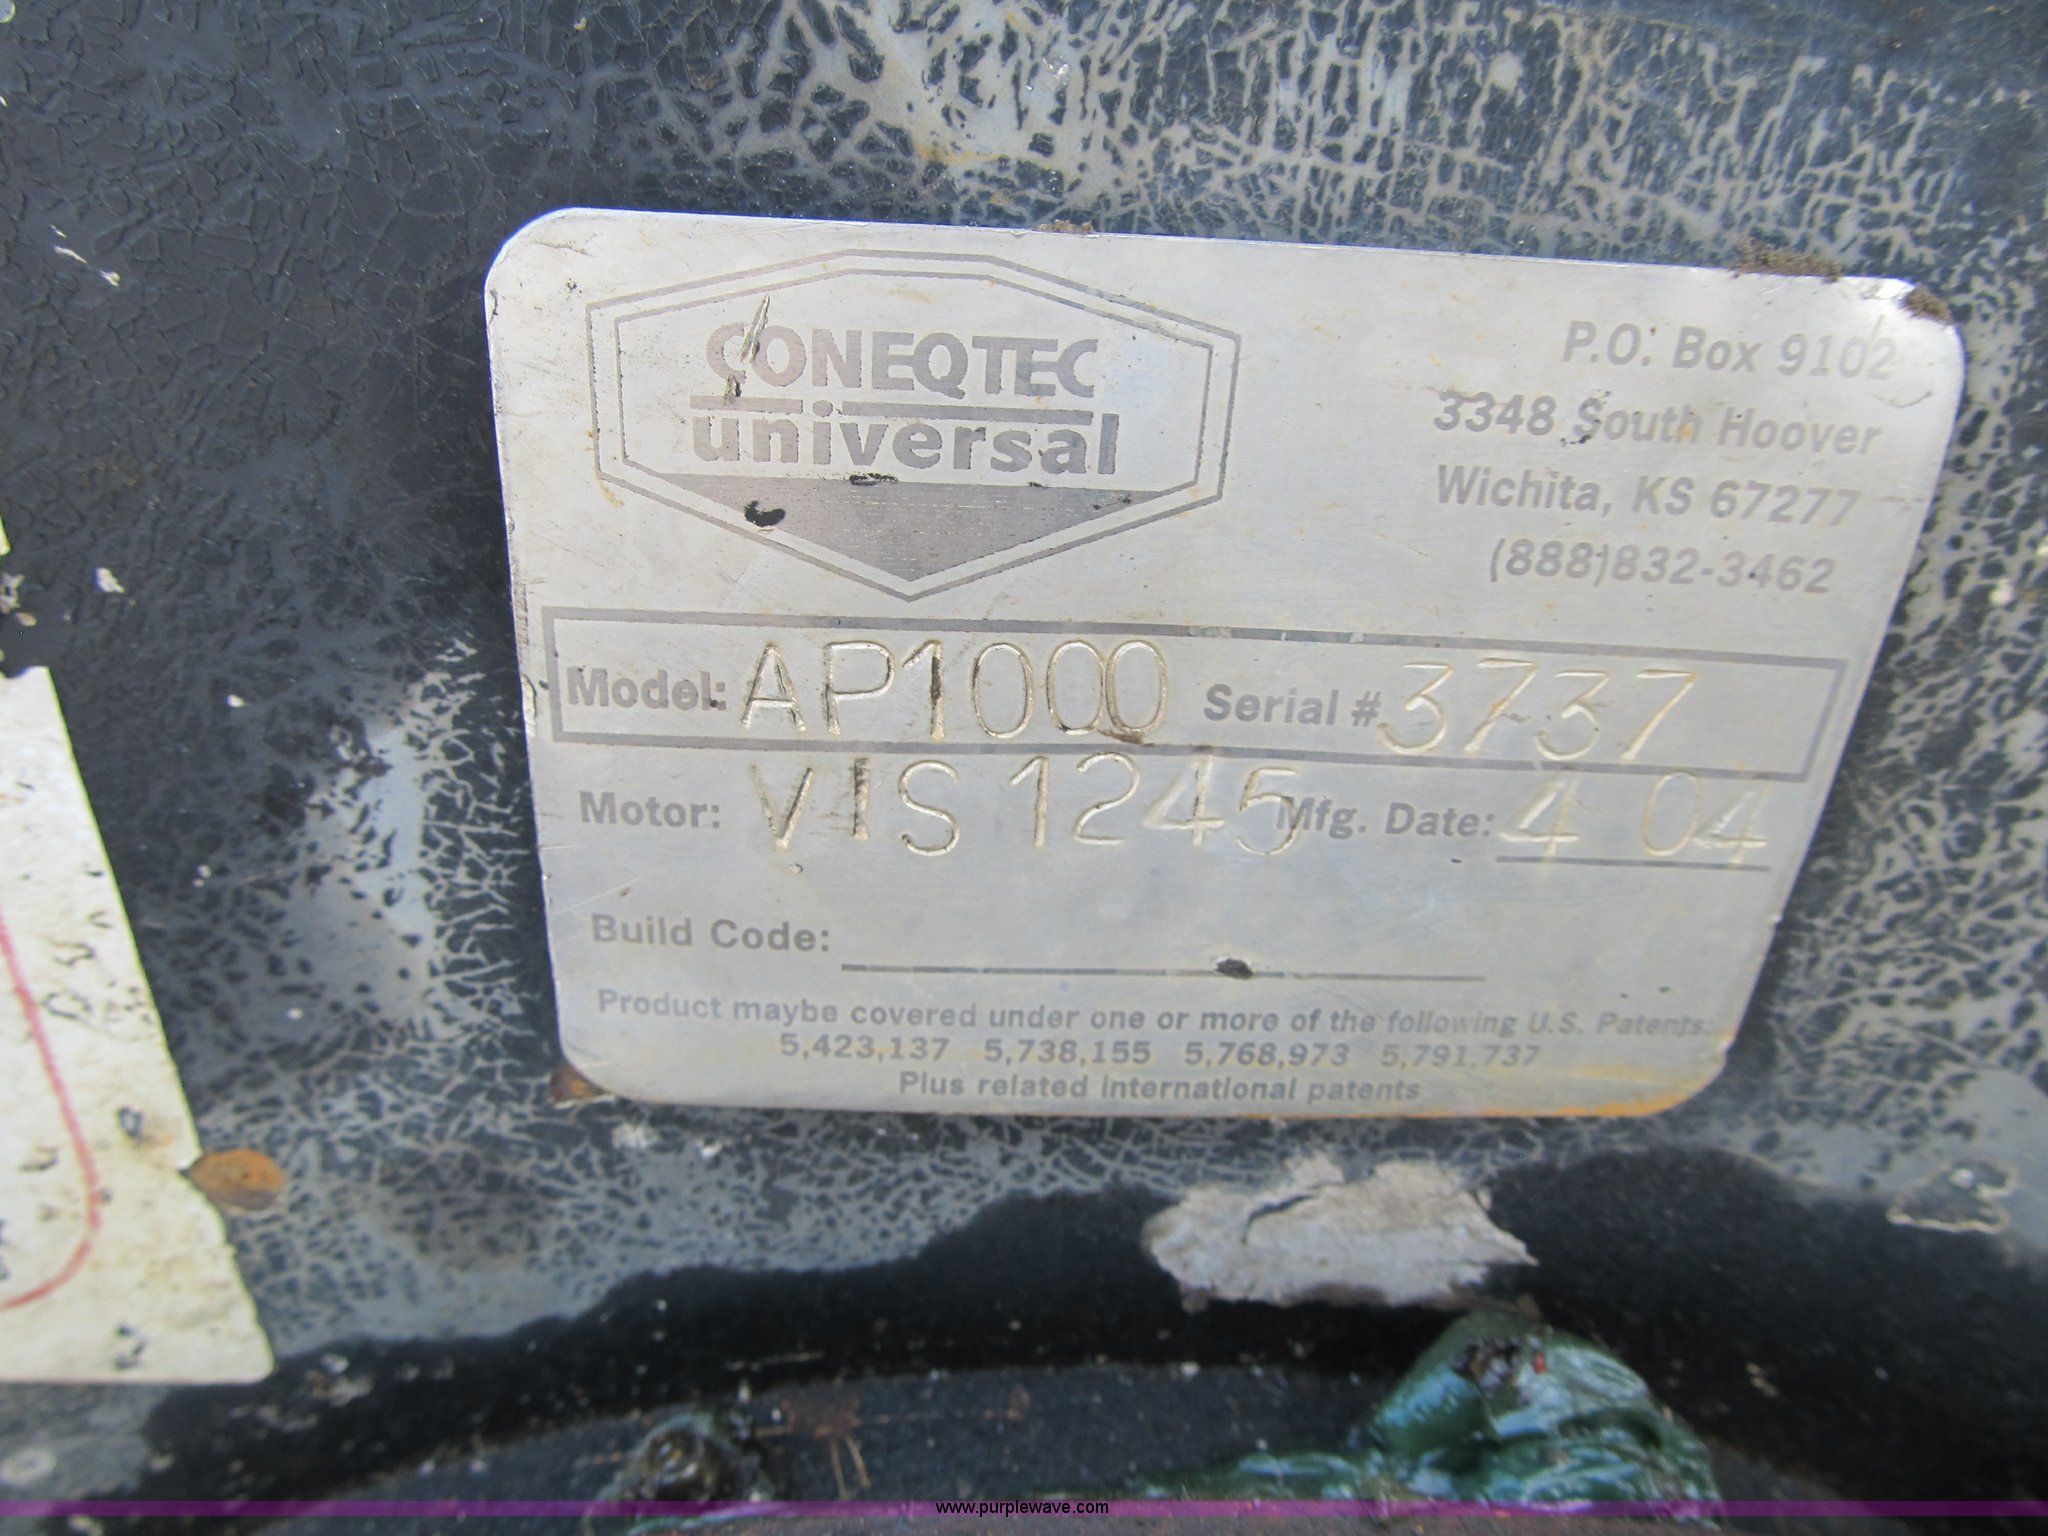 CONEQTEC
universal
P.O. Box 9102
3348 South Hoover
Wichita, KS 67277
(888)832-3462
Model: AP1000 Serial # 3737
Motor: VIS 1245 Mfg. Date: 4 04
Build Code:
Product maybe covered under one or more of the following U.S. Patents:
5,423,137 5,738,155 5,768,973 5,791,737
Plus related international patents
www.purplewave.com